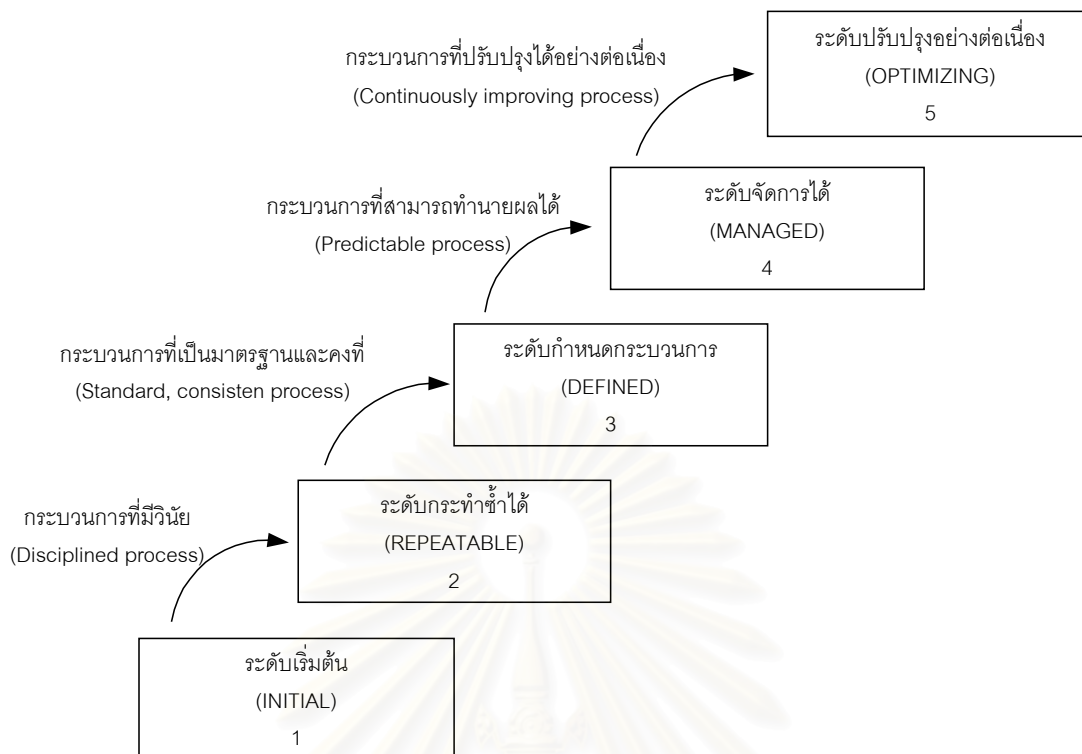 ระดับปรับปรุงอย่างต่อเนื่อง
(OPTIMIZING)
5
กระบวนการที่ปรับปรุงได้อย่างต่อเนื่อง
(Continuously improving process)
ระดับจัดการได้
(MANAGED)
4
กระบวนการที่สามารถทำนายผลได้
(Predictable process)
ระดับกำหนดกระบวนการ
(DEFINED)
3
กระบวนการที่เป็นมาตรฐานและคงที่
(Standard, consisten process)
ระดับกระทำซ้ำได้
(REPEATABLE)
2
กระบวนการที่มีวินัย
(Disciplined process)
ระดับเริ่มต้น
(INITIAL)
1